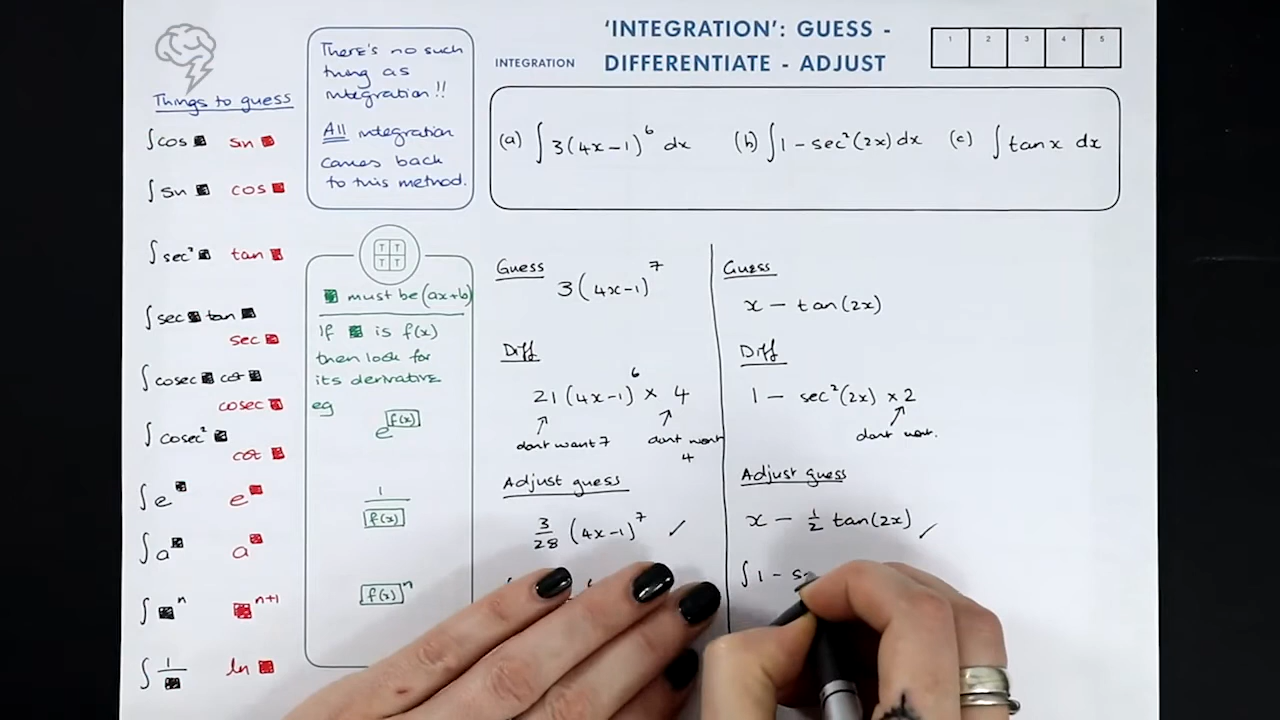 'INTEGRATION': GUESS -
DIFFERENTIATE - ADJUST
INTEGRATION
1 2 3 4 5
Things to guess
∫cos ■ sin ■
∫sin ■ cos ■
∫sec² ■ tan ■
∫sec ■ tan ■
sec ■
∫cosec ■ cot ■
cosec ■
∫cosec² ■
cot ■
∫e^■ e^■
∫a^■ a^■
∫■^n ■^n+1
∫1/■ ln ■
There's no such
thing as
integration!!
All integration
comes back
to this method.
T T
T T
■ must be (ax+b)
If ■ is f(x)
then look for
its derivative
eg
e^f(x)
1/f(x)
f(x)^n
(a) ∫3(4x-1)^6 dx (b) ∫1 - sec²(2x) dx (c) ∫tan x dx
Guess
3(4x-1)^7
Diff
21(4x-1)^6 × 4
dont want 7
dont want
4
Adjust guess
3/28 (4x-1)^7 ✓
Guess
x - tan(2x)
Diff
1 - sec²(2x) × 2
dont want.
Adjust guess
x - 1/2 tan(2x) ✓
∫1 - s